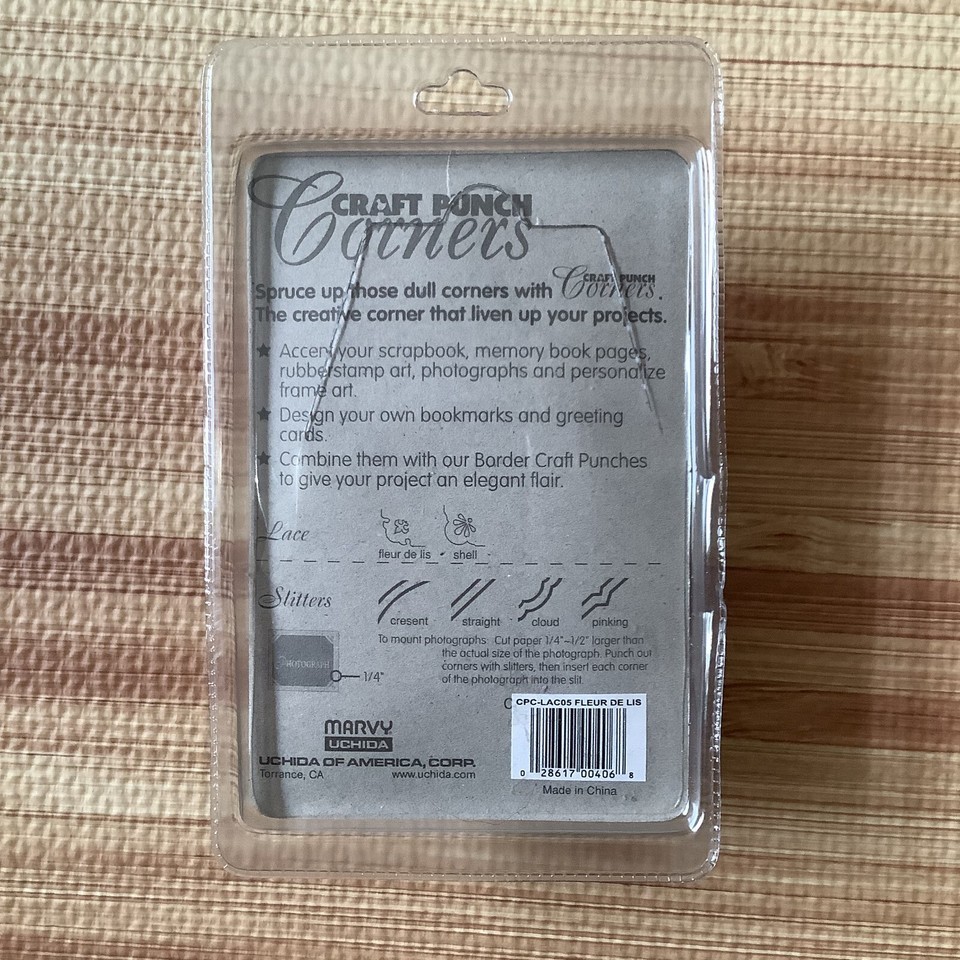 CRAFT PUNCH
Corners
Spruce up those dull corners with CRAFT PUNCH Corners.
The creative corner that liven up your projects.
★ Accent your scrapbook, memory book pages,
rubberstamp art, photographs and personalize
frame art.
★ Design your own bookmarks and greeting
cards.
★ Combine them with our Border Craft Punches
to give your project an elegant flair.
Lace
fleur de lis
shell
Slitters
cresent
straight
cloud
pinking
To mount photographs: Cut paper 1/4"-1/2" larger than
the actual size of the photograph. Punch out
corners with slitters, then insert each corner
of the photograph into the slit.
PHOTOGRAPH
1/4"
CPC-LAC05 FLEUR DE LIS
0 28617 00406 8
Made in China
MARVY
UCHIDA
UCHIDA OF AMERICA, CORP.
Torrance, CA www.uchida.com